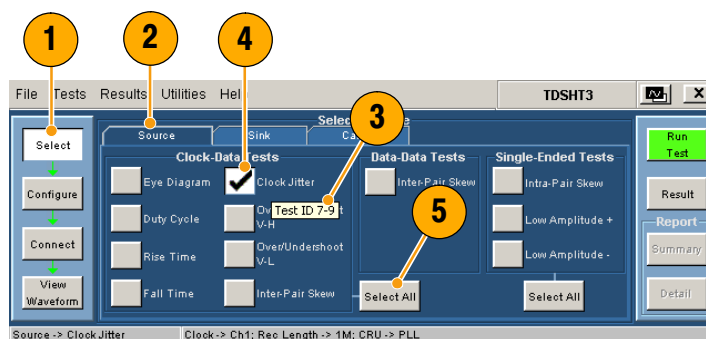 1 2 4
File Tests Results Utilities Hel TDSHT3 X
Selec 3 e
Select Source Sink Ca Run Test
Clock-Data Tests Data-Data Tests Single-Ended Tests
Eye Diagram Clock Jitter Inter-Pair Skew Intra-Pair Skew
Configure Result
Test ID 7-9
Duty Cycle Ov t V-H 5 Low Amplitude +
Report
Connect Rise Time Over/Undershoot V-L Low Amplitude - Summary
View Waveform Fall Time Inter-Pair Skew Select All Select All Detail
Source -> Clock Jitter Clock-> Ch1; Rec Length -> 1M; CRU -> PLL